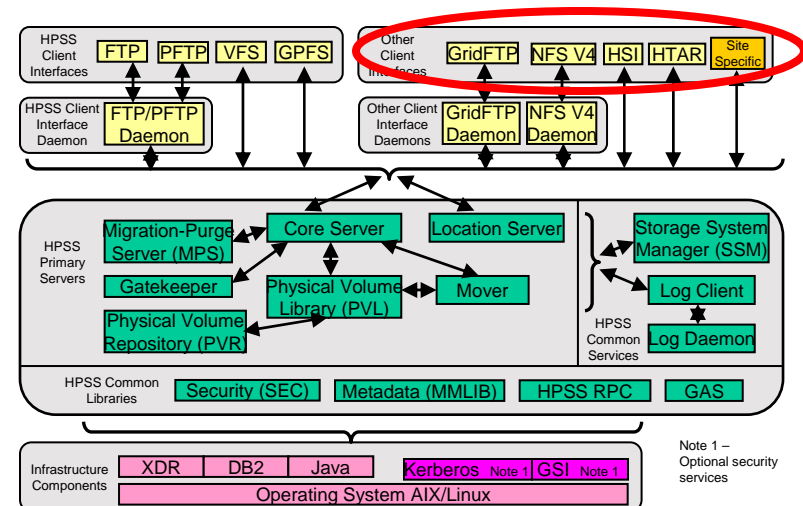 HPSS
Client
Interfaces
FTP
PFTP
VFS
GPFS
Other
Client
Interfaces
GridFTP
NFS V4
HSI
HTAR
Site
Specific
HPSS Client
Interface
Daemon
FTP/PFTP
Daemon
Other Client
Interface
Daemons
GridFTP
Daemon
NFS V4
Daemon
HPSS
Primary
Servers
Migration-Purge
Server (MPS)
Core Server
Location Server
Gatekeeper
Physical Volume
Library (PVL)
Mover
Physical Volume
Repository (PVR)
Storage System
Manager (SSM)
Log Client
HPSS
Common
Services
Log Daemon
HPSS Common
Libraries
Security (SEC)
Metadata (MMLIB)
HPSS RPC
GAS
Infrastructure
Components
XDR
DB2
Java
Kerberos Note 1
GSI Note 1
Operating System AIX/Linux
Note 1 –
Optional security
services